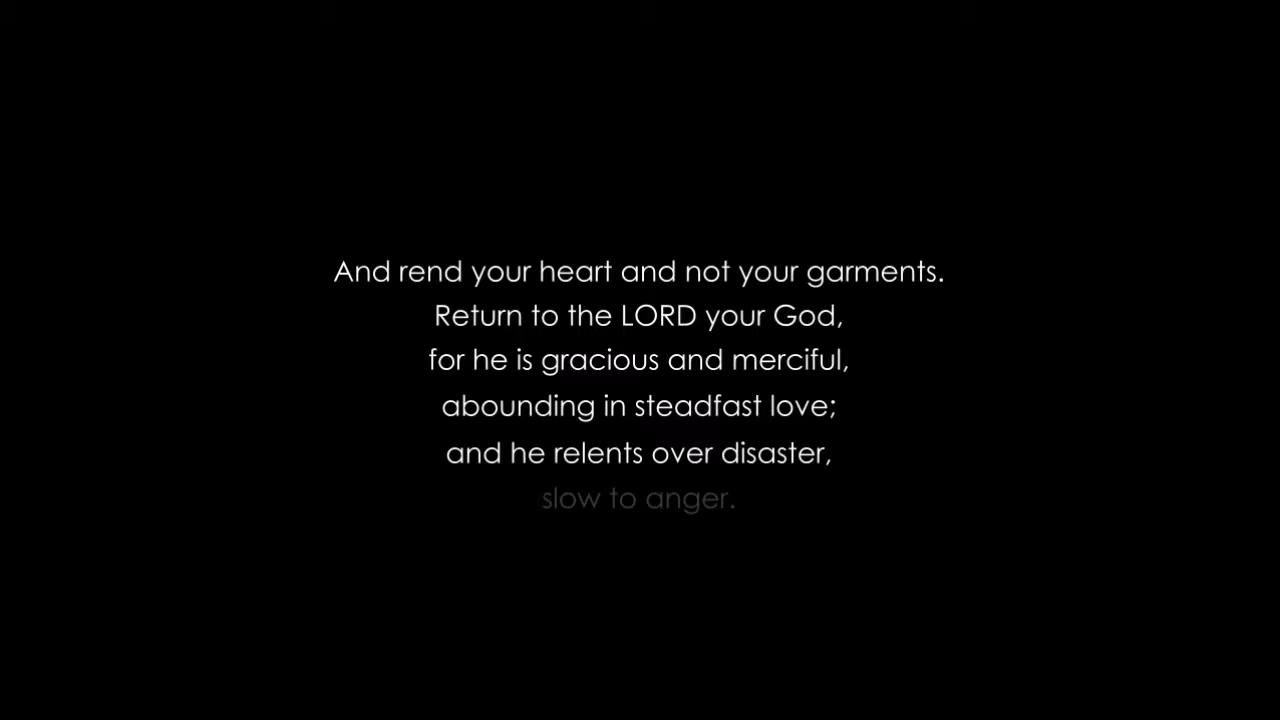 And rend your heart and not your garments.
Return to the LORD your God,
for he is gracious and merciful,
abounding in steadfast love;
and he relents over disaster,
slow to anger.